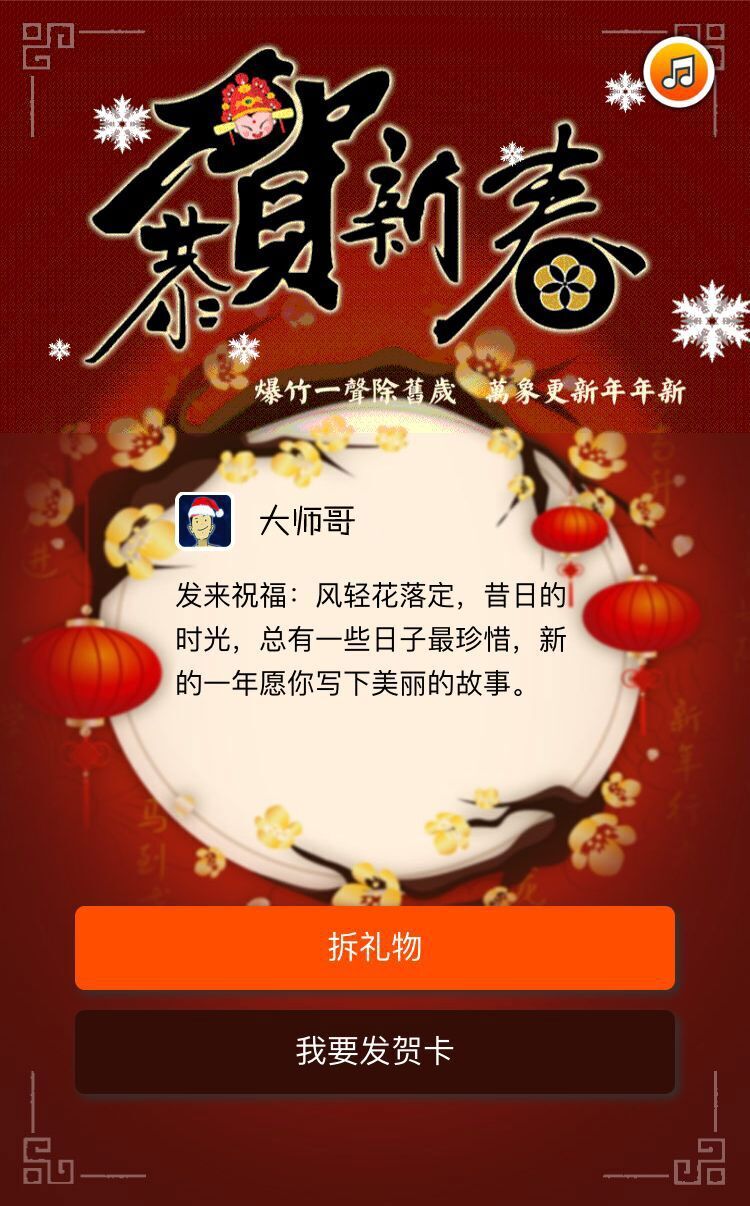 恭賀新春
爆竹一聲除舊歲 萬象更新年年新
大师哥
发来祝福：风轻花落定，昔日的
时光，总有一些日子最珍惜，新
的一年愿你写下美丽的故事。
拆礼物
我要发贺卡